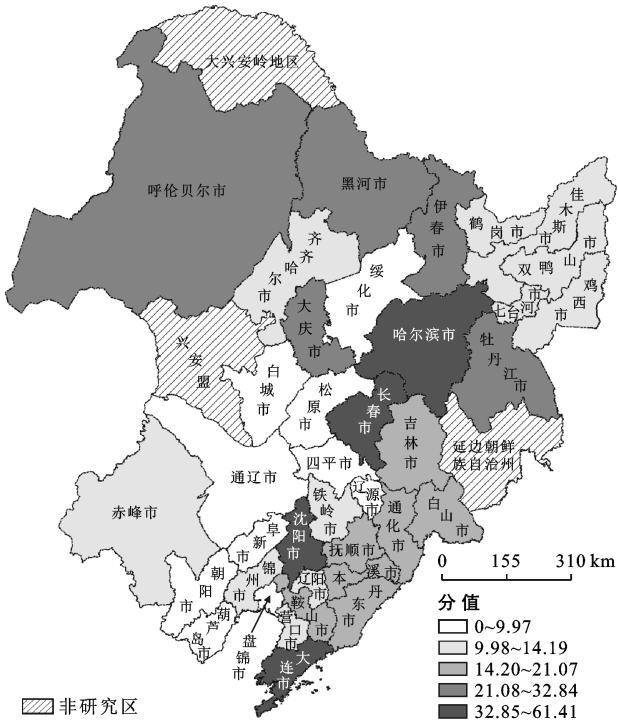 大兴安岭地区
呼伦贝尔市
黑河市
伊春市
鹤岗市
佳木斯市
双鸭山市
鸡西市
七台河市
齐齐哈尔市
绥化市
大庆市
哈尔滨市
牡丹江市
兴安盟
白城市
松原市
长春市
吉林市
延边朝鲜
族自治州
四平市
通辽市
辽源市
赤峰市
铁岭市
通化市
白山市
沈阳市
阜新市
抚顺市
朝阳市
锦州市
辽阳市
本溪市
丹东市
鞍山市
葫芦岛市
营口市
盘锦市
大连市
0 155 310 km
分值
0~9.97
9.98~14.19
14.20~21.07
21.08~32.84
32.85~61.41
非研究区